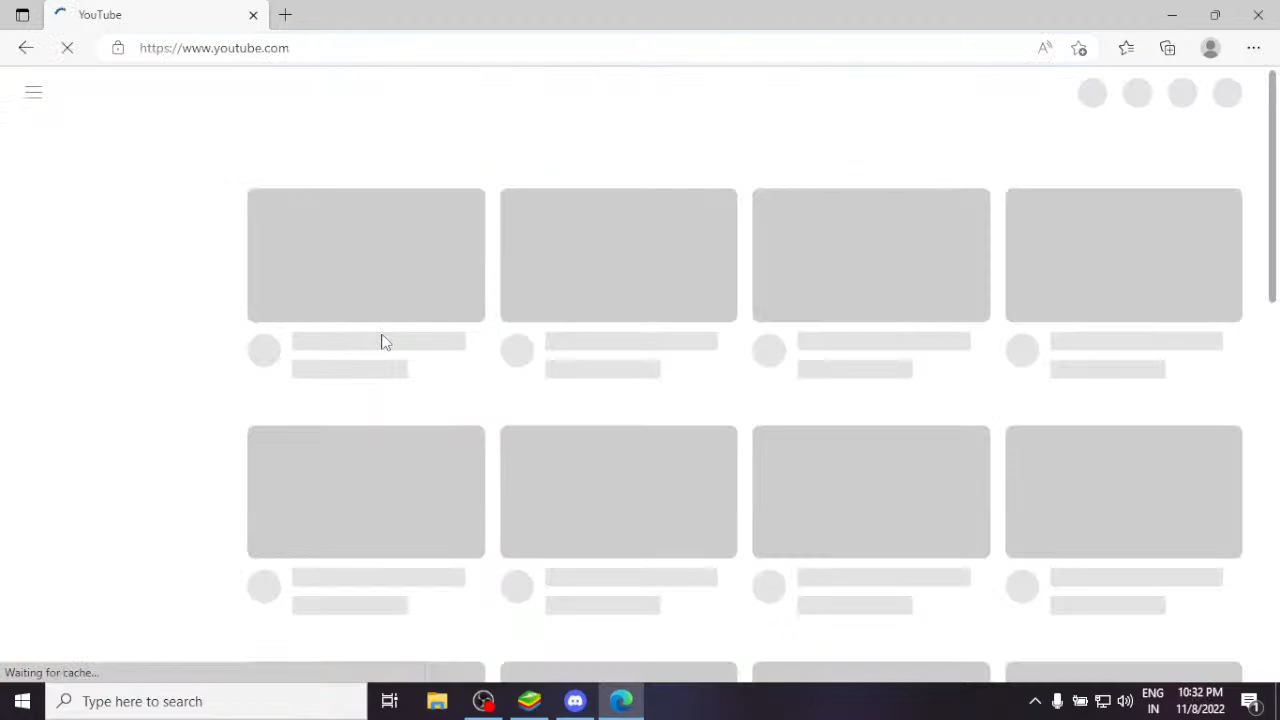 YouTube
https://www.youtube.com
Waiting for cache...
Type here to search
ENG
IN
10:32 PM
11/8/2022
1